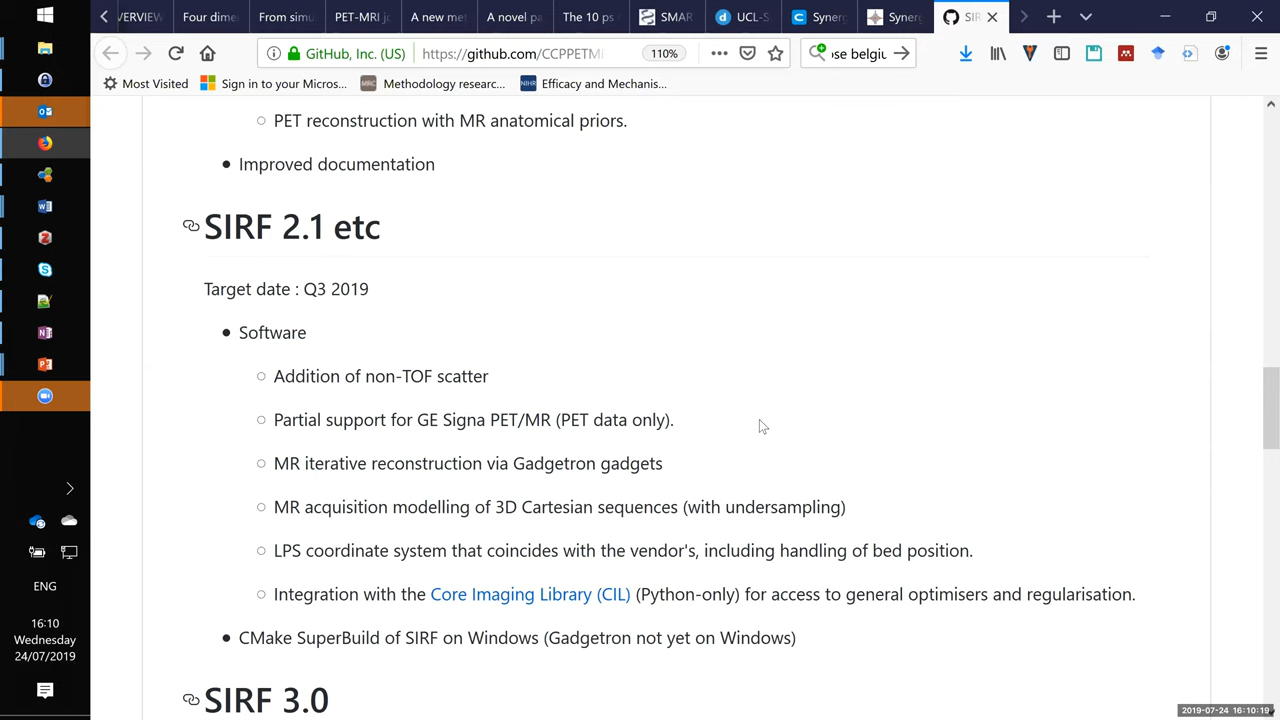 VERVIEW
Four dime
From simu
PET-MRI jo
A new met
A novel pa
The 10 ps
SMAR
UCL-S
Synerg
Synerg
SI
GitHub, Inc. (US)
https://github.com/CCPPETM
110%
ose belgiu
Most Visited
Sign in to your Micros...
MRC
Methodology researc...
NIHR
Efficacy and Mechanis...
PET reconstruction with MR anatomical priors.
Improved documentation
SIRF 2.1 etc
Target date : Q3 2019
Software
Addition of non-TOF scatter
Partial support for GE Signa PET/MR (PET data only).
MR iterative reconstruction via Gadgetron gadgets
MR acquisition modelling of 3D Cartesian sequences (with undersampling)
LPS coordinate system that coincides with the vendor's, including handling of bed position.
Integration with the Core Imaging Library (CIL) (Python-only) for access to general optimisers and regularisation.
CMake SuperBuild of SIRF on Windows (Gadgetron not yet on Windows)
SIRF 3.0
ENG
16:10
Wednesday
24/07/2019
2019-07-24 16:10:19